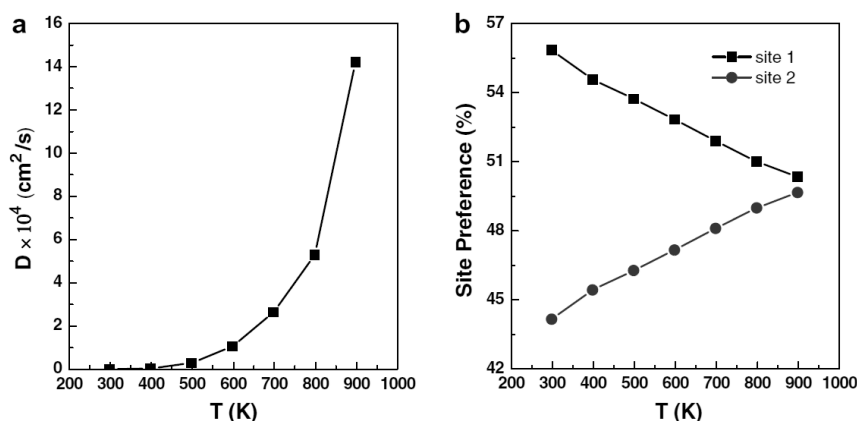 a
16
14
12
10
8
6
4
2
0
200 300 400 500 600 700 800 900 1000
T (K)
D × 10⁴ (cm²/s)
b
57
54
51
48
45
42
200 300 400 500 600 700 800 900 1000
T (K)
Site Preference (%)
site 1
site 2